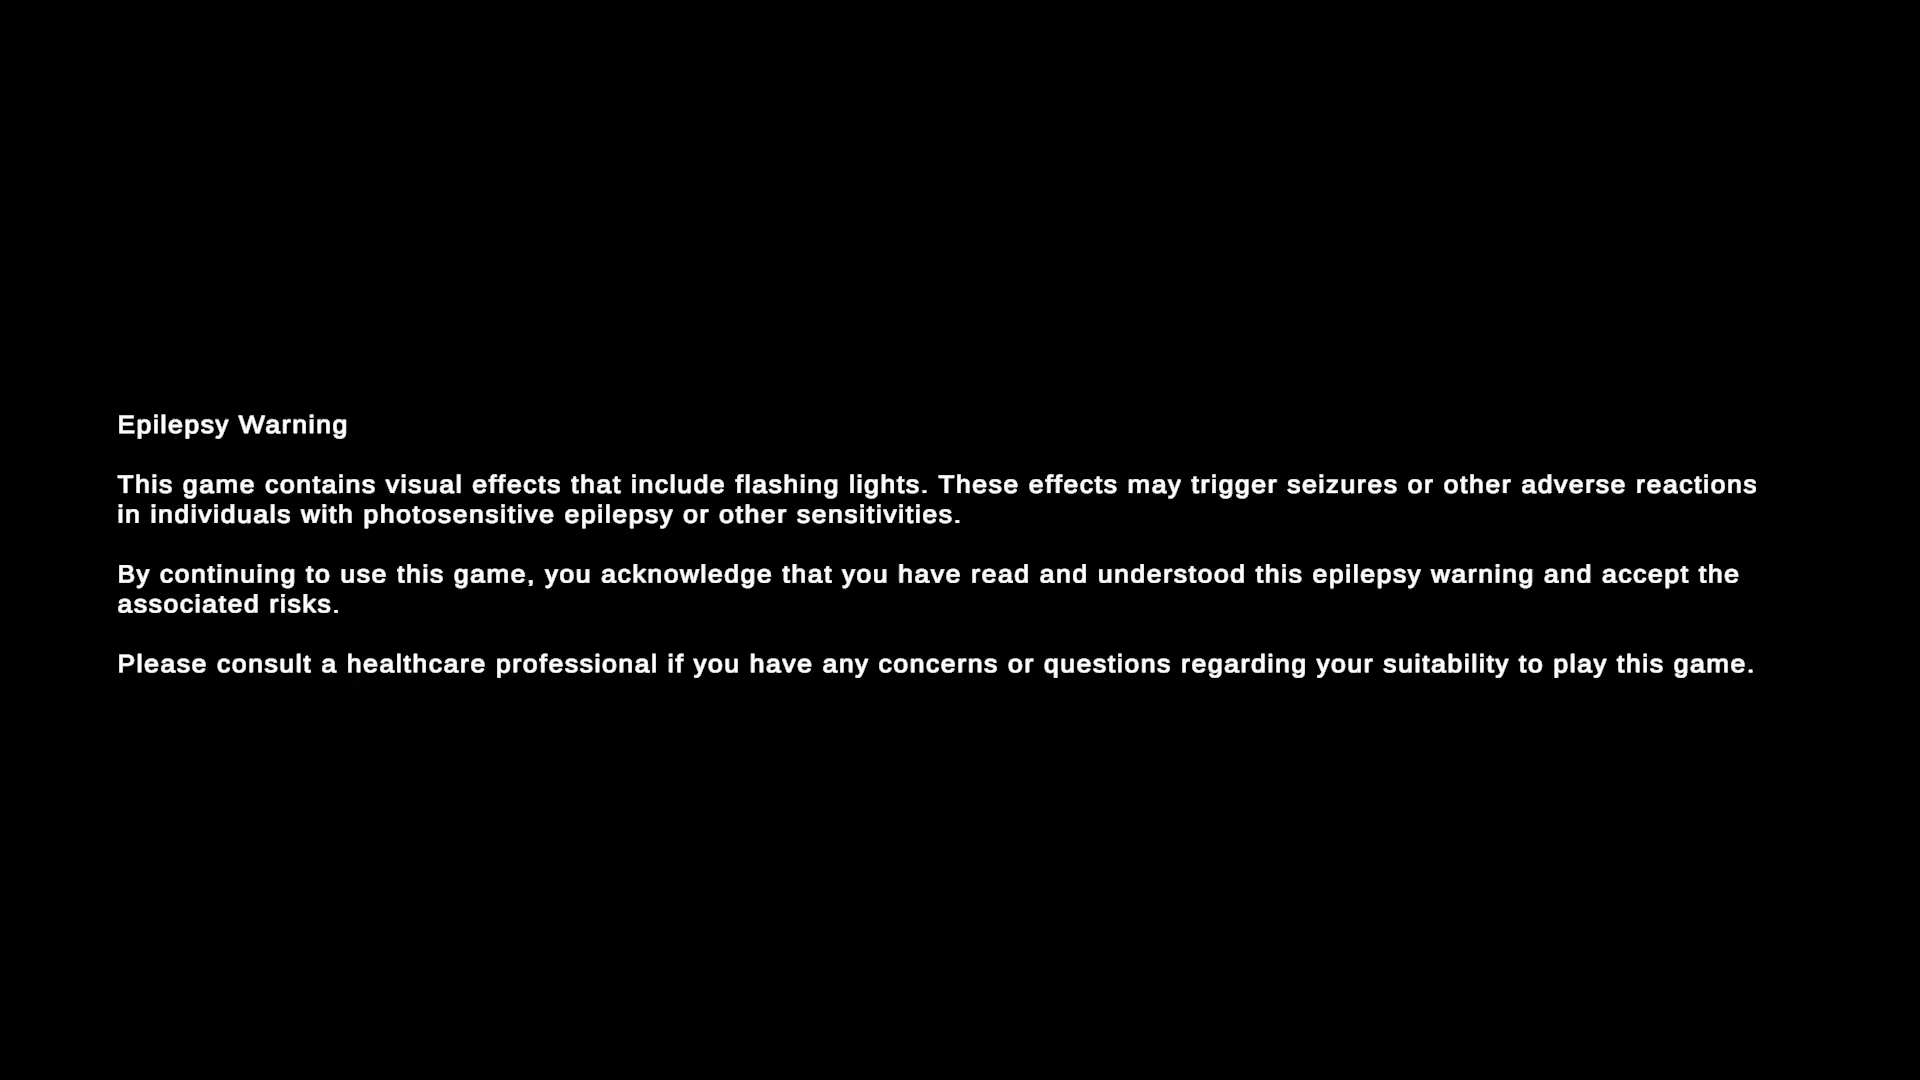 Epilepsy Warning
This game contains visual effects that include flashing lights. These effects may trigger seizures or other adverse reactions
in individuals with photosensitive epilepsy or other sensitivities.
By continuing to use this game, you acknowledge that you have read and understood this epilepsy warning and accept the
associated risks.
Please consult a healthcare professional if you have any concerns or questions regarding your suitability to play this game.